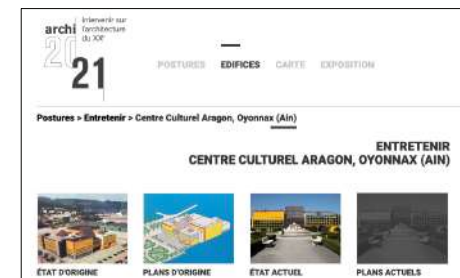 archi
intervenir sur
l'architecture
du XXᵉ
20
21
POSTURES EDIFICES CARTE EXPOSITION
Postures > Entretenir > Centre Culturel Aragon, Oyonnax (Ain)
ENTRETENIR
CENTRE CULTUREL ARAGON, OYONNAX (AIN)
ÉTAT D'ORIGINE PLANS D'ORIGINE ÉTAT ACTUEL PLANS ACTUELS